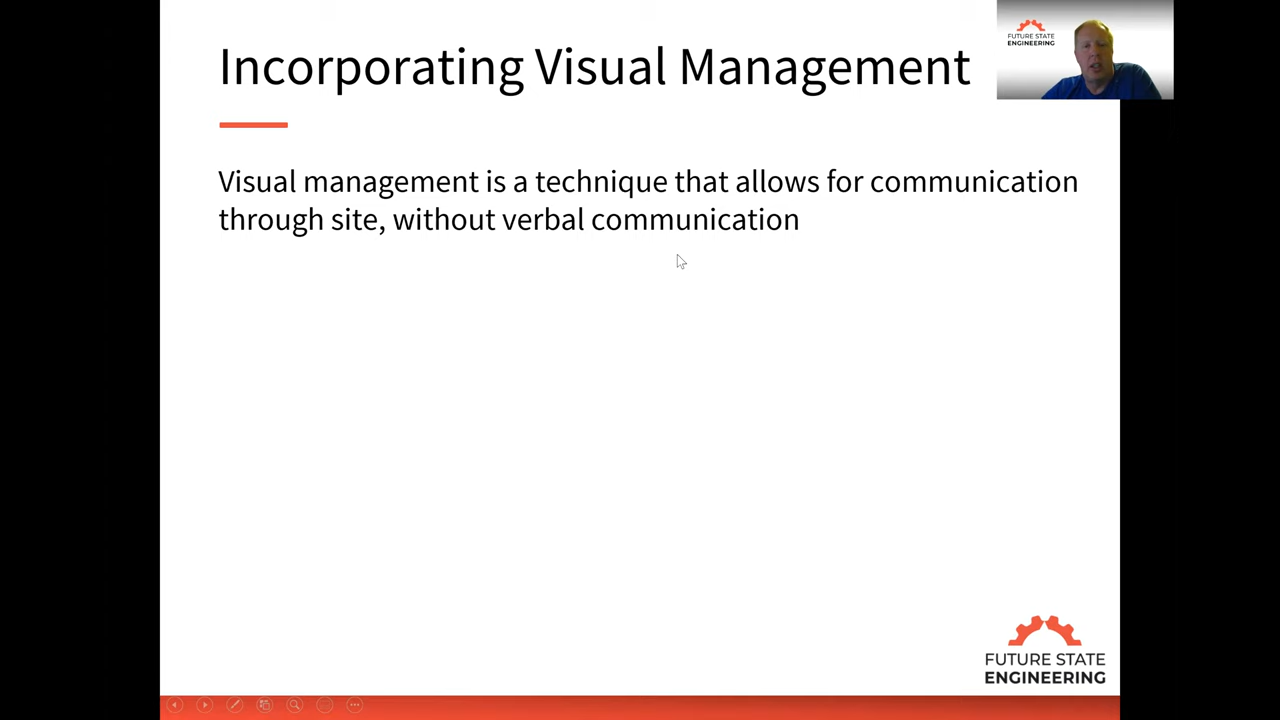 Incorporating Visual Management
FUTURE STATE
ENGINEERING
Visual management is a technique that allows for communication
through site, without verbal communication
FUTURE STATE
ENGINEERING